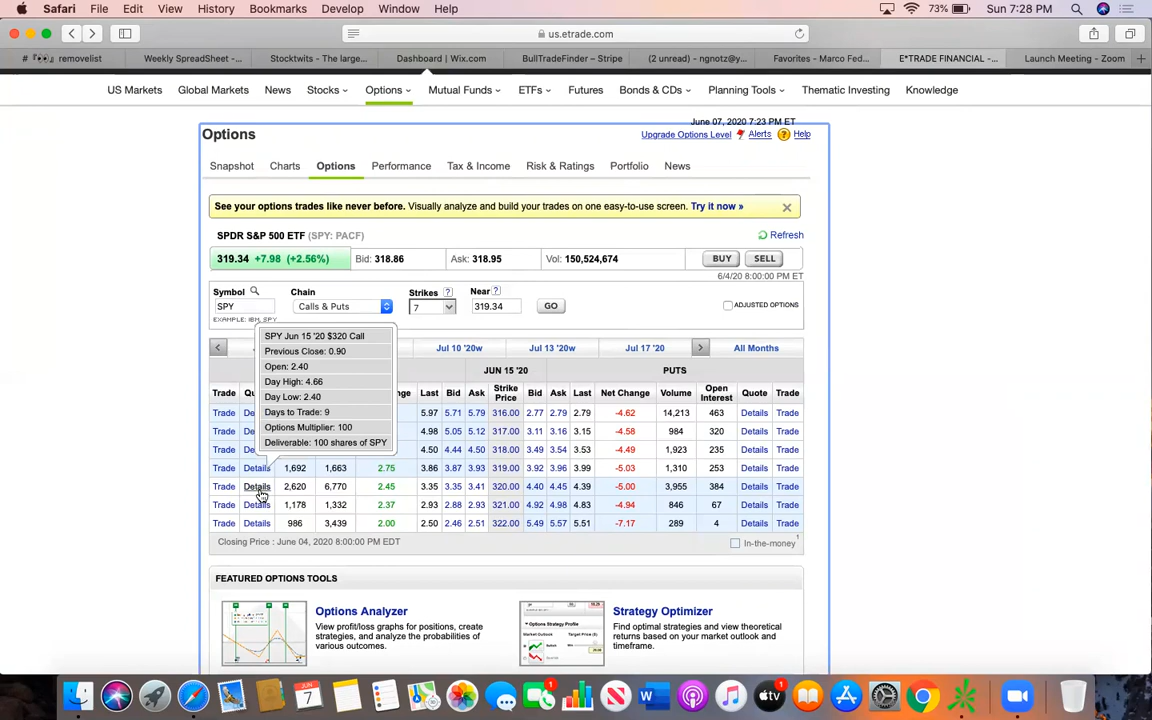 Safari File Edit View History Bookmarks Develop Window Help 73% Sun 7:28 PM
us.etrade.com
removelist Weekly SpreadSheet -... Stocktwits - The large... Dashboard | Wix.com BullTradeFinder – Stripe (2 unread) - ngnotz@y... Favorites - Marco Fed... E*TRADE FINANCIAL -... Launch Meeting - Zoom
US Markets Global Markets News Stocks Options Mutual Funds ETFs Futures Bonds & CDs Planning Tools Thematic Investing Knowledge
June 07, 2020 7:23 PM ET
Options Upgrade Options Level Alerts ? Help
Snapshot Charts Options Performance Tax & Income Risk & Ratings Portfolio News
See your options trades like never before. Visually analyze and build your trades on one easy-to-use screen. Try it now »
SPDR S&P 500 ETF (SPY: PACF) Refresh
319.34 +7.98 (+2.56%) Bid: 318.86 Ask: 318.95 Vol: 150,524,674 BUY SELL
6/4/20 8:00:00 PM ET
Symbol Chain Strikes ? Near ?
SPY Calls & Puts 7 319.34 GO ADJUSTED OPTIONS
EXAMPLE: IBM, SPY
SPY Jun 15 '20 $320 Call
Previous Close: 0.90
Open: 2.40
Day High: 4.66
Day Low: 2.40
Days to Trade: 9
Options Multiplier: 100
Deliverable: 100 shares of SPY
Jul 10 '20w Jul 13 '20w Jul 17 '20 All Months
JUN 15 '20 PUTS
Trade Last Bid Ask Strike Price Bid Ask Last Net Change Volume Open Interest Quote Trade
Trade 5.97 5.71 5.79 316.00 2.77 2.79 2.79 -4.62 14,213 463 Details Trade
Trade 4.98 5.05 5.12 317.00 3.11 3.16 3.15 -4.58 984 320 Details Trade
Trade 4.50 4.44 4.50 318.00 3.49 3.55 3.51 -4.49 1,923 235 Details Trade
Trade Details 1,692 1,663 2.75 3.86 3.87 3.93 319.00 3.92 3.96 3.99 -5.03 1,310 253 Details Trade
Trade Details 2,620 6,770 2.45 3.35 3.35 3.41 320.00 4.40 4.45 4.39 -5.00 3,955 384 Details Trade
Trade Details 1,178 1,332 2.37 2.93 2.88 2.93 321.00 4.92 4.98 4.83 -4.94 846 67 Details Trade
Trade Details 986 3,439 2.00 2.50 2.46 2.51 322.00 5.49 5.57 5.51 -7.17 289 4 Details Trade
Closing Price : June 04, 2020 8:00:00 PM EDT In-the-money 1
FEATURED OPTIONS TOOLS
Options Analyzer
View profit/loss graphs for positions, create
strategies, and analyze the probabilities of
various outcomes.
Strategy Optimizer
Find optimal strategies and view theoretical
returns based on your market outlook and
timeframe.